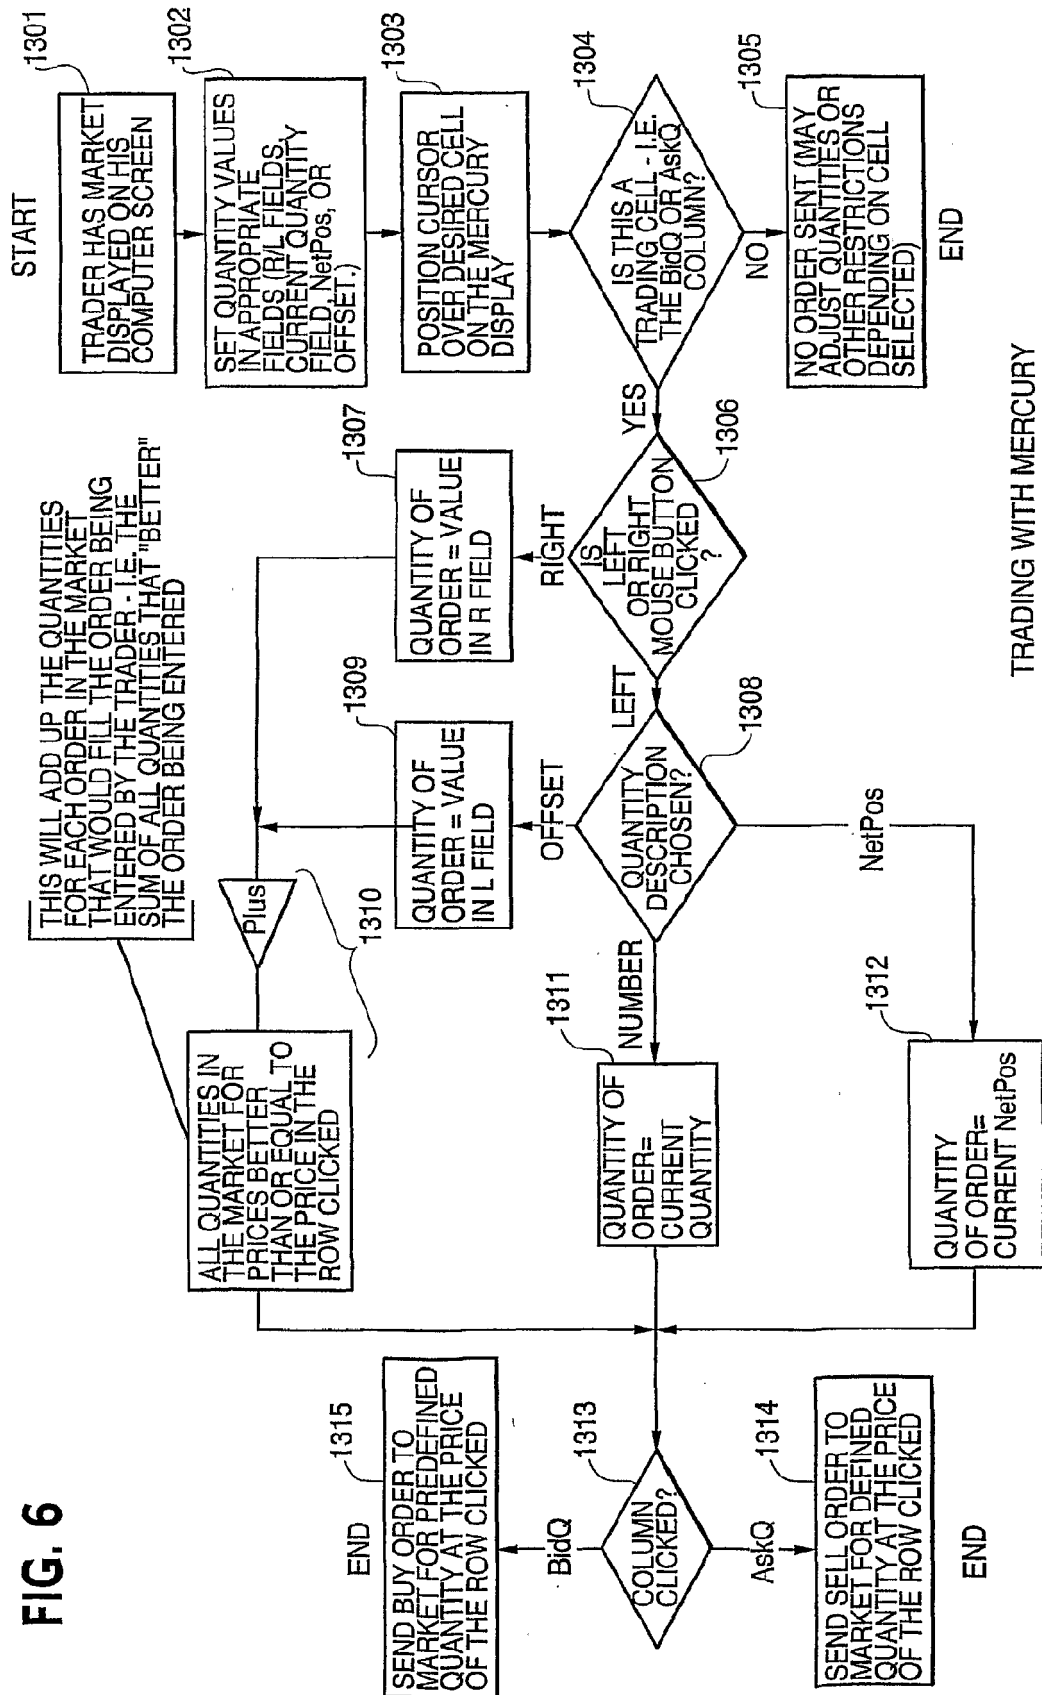 START
1301
TRADER HAS MARKET
DISPLAYED ON HIS
COMPUTER SCREEN
1302
SET QUANTITY VALUES
IN APPROPRIATE
FIELDS (R/L FIELDS,
CURRENT QUANTITY
FIELD, NetPos, OR
OFFSET.)
1303
POSITION CURSOR
OVER DESIRED CELL
ON THE MERCURY
DISPLAY
1304
IS THIS A
TRADING CELL - I.E.
THE BidQ OR AskQ
COLUMN?
NO
1305
NO ORDER SENT (MAY
ADJUST QUANTITIES OR
OTHER RESTRICTIONS
DEPENDING ON CELL
SELECTED)
END
YES
1306
IS
LEFT
OR RIGHT
MOUSE BUTTON
CLICKED
?
RIGHT
1307
QUANTITY OF
ORDER = VALUE
IN R FIELD
LEFT
1308
QUANTITY
DESCRIPTION
CHOSEN?
OFFSET
1309
QUANTITY OF
ORDER = VALUE
IN L FIELD
Plus
1310
THIS WILL ADD UP THE QUANTITIES
FOR EACH ORDER IN THE MARKET
THAT WOULD FILL THE ORDER BEING
ENTERED BY THE TRADER - I.E. THE
SUM OF ALL QUANTITIES THAT "BETTER"
THE ORDER BEING ENTERED
ALL QUANTITIES IN
THE MARKET FOR
PRICES BETTER
THAN OR EQUAL TO
THE PRICE IN THE
ROW CLICKED
NUMBER
1311
QUANTITY OF
ORDER=
CURRENT
QUANTITY
NetPos
1312
QUANTITY
OF ORDER=
CURRENT NetPos
1313
COLUMN
CLICKED?
BidQ
1315
SEND BUY ORDER TO
MARKET FOR PREDEFINED
QUANTITY AT THE PRICE
OF THE ROW CLICKED
END
AskQ
1314
SEND SELL ORDER TO
MARKET FOR DEFINED
QUANTITY AT THE PRICE
OF THE ROW CLICKED
END
TRADING WITH MERCURY
FIG. 6